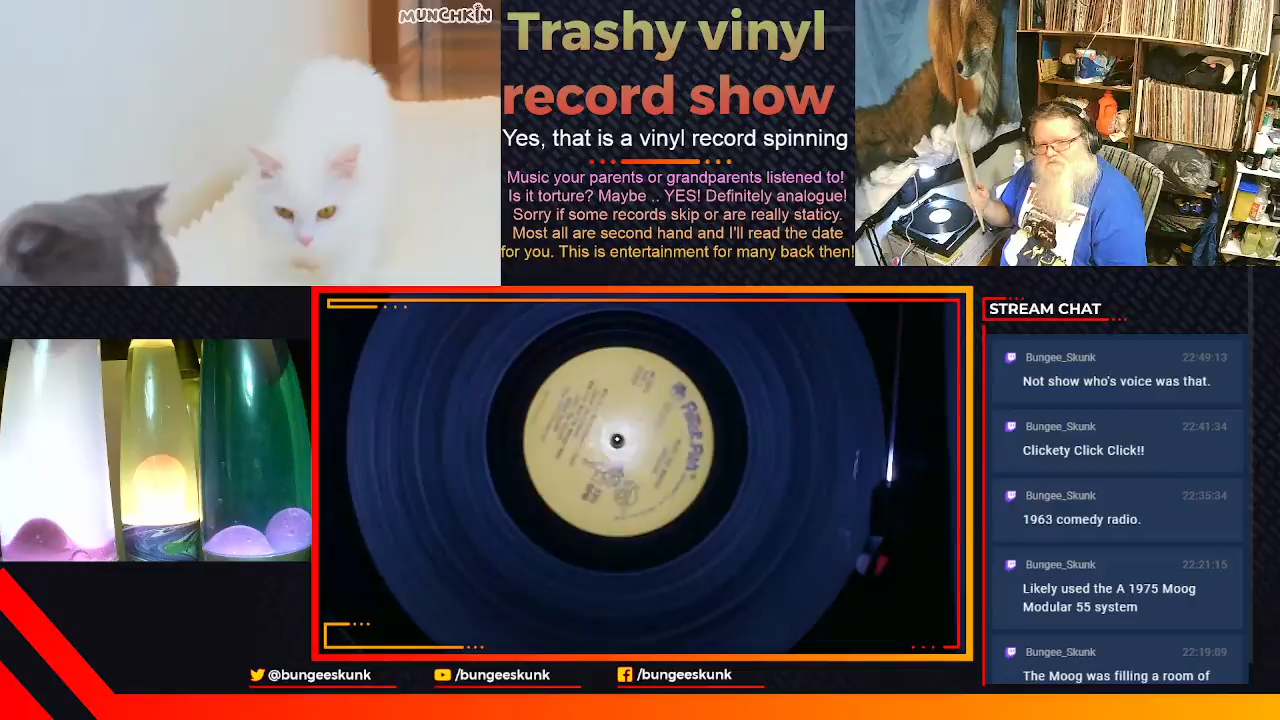 MUNCHKIN
Trashy vinyl
record show
Yes, that is a vinyl record spinning
Music your parents or grandparents listened to!
Is it torture? Maybe .. YES! Definitely analogue!
Sorry if some records skip or are really staticy.
Most all are second hand and I'll read the date
for you. This is entertainment for many back then!
STREAM CHAT
Bungee_Skunk 22:49:13
Not show who's voice was that.
Bungee_Skunk 22:41:34
Clickety Click Click!!
Bungee_Skunk 22:35:34
1963 comedy radio.
Bungee_Skunk 22:21:15
Likely used the A 1975 Moog
Modular 55 system
Bungee_Skunk 22:19:09
The Moog was filling a room of
@bungeeskunk
/bungeeskunk
/bungeeskunk